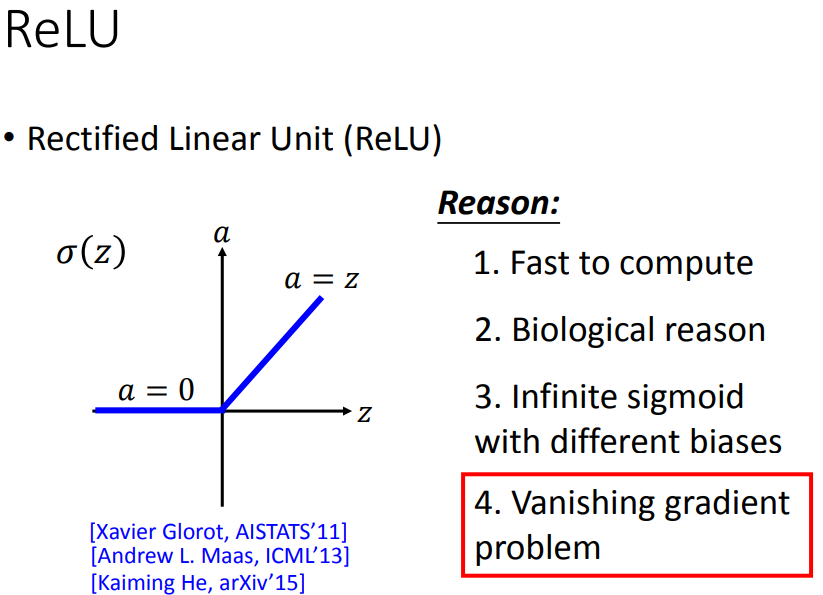 ReLU
• Rectified Linear Unit (ReLU)
Reason:
σ(z)
a
a = z
a = 0
z
1. Fast to compute
2. Biological reason
3. Infinite sigmoid
with different biases
4. Vanishing gradient
problem
[Xavier Glorot, AISTATS’11]
[Andrew L. Maas, ICML’13]
[Kaiming He, arXiv’15]